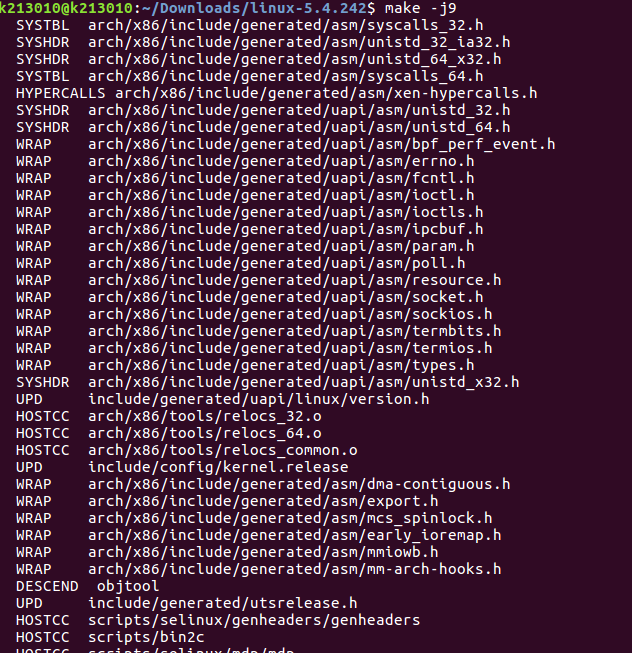 k213010@k213010:~/Downloads/linux-5.4.242$ make -j9
SYSTBL arch/x86/include/generated/asm/syscalls_32.h
SYSHDR arch/x86/include/generated/asm/unistd_32_ia32.h
SYSHDR arch/x86/include/generated/asm/unistd_64_x32.h
SYSTBL arch/x86/include/generated/asm/syscalls_64.h
HYPERCALLS arch/x86/include/generated/asm/xen-hypercalls.h
SYSHDR arch/x86/include/generated/uapi/asm/unistd_32.h
SYSHDR arch/x86/include/generated/uapi/asm/unistd_64.h
WRAP arch/x86/include/generated/uapi/asm/bpf_perf_event.h
WRAP arch/x86/include/generated/uapi/asm/errno.h
WRAP arch/x86/include/generated/uapi/asm/fcntl.h
WRAP arch/x86/include/generated/uapi/asm/ioctl.h
WRAP arch/x86/include/generated/uapi/asm/ioctls.h
WRAP arch/x86/include/generated/uapi/asm/ipcbuf.h
WRAP arch/x86/include/generated/uapi/asm/param.h
WRAP arch/x86/include/generated/uapi/asm/poll.h
WRAP arch/x86/include/generated/uapi/asm/resource.h
WRAP arch/x86/include/generated/uapi/asm/socket.h
WRAP arch/x86/include/generated/uapi/asm/sockios.h
WRAP arch/x86/include/generated/uapi/asm/termbits.h
WRAP arch/x86/include/generated/uapi/asm/termios.h
WRAP arch/x86/include/generated/uapi/asm/types.h
SYSHDR arch/x86/include/generated/asm/unistd_x32.h
UPD include/generated/uapi/linux/version.h
HOSTCC arch/x86/tools/relocs_32.o
HOSTCC arch/x86/tools/relocs_64.o
HOSTCC arch/x86/tools/relocs_common.o
UPD include/config/kernel.release
WRAP arch/x86/include/generated/asm/dma-contiguous.h
WRAP arch/x86/include/generated/asm/export.h
WRAP arch/x86/include/generated/asm/mcs_spinlock.h
WRAP arch/x86/include/generated/asm/early_ioremap.h
WRAP arch/x86/include/generated/asm/mmiowb.h
WRAP arch/x86/include/generated/asm/mm-arch-hooks.h
DESCEND objtool
UPD include/generated/utsrelease.h
HOSTCC scripts/selinux/genheaders/genheaders
HOSTCC scripts/bin2c
HOSTCC scripts/selinux/mdp/mdp